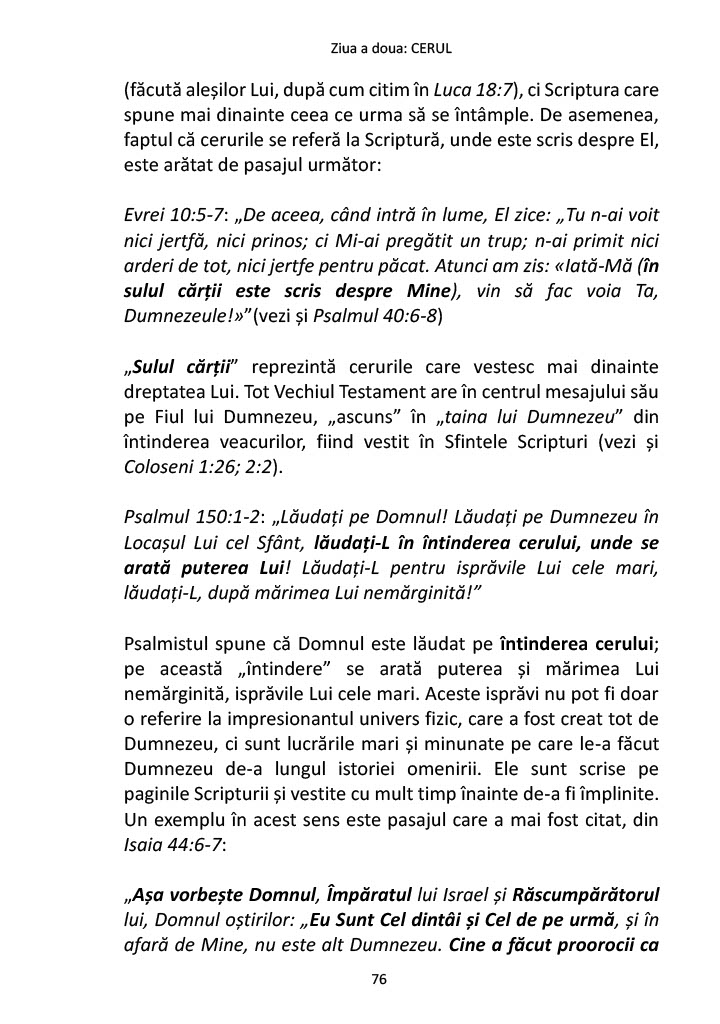 Ziua a doua: CERUL
(făcută aleșilor Lui, după cum citim în Luca 18:7), ci Scriptura care
spune mai dinainte ceea ce urma să se întâmple. De asemenea,
faptul că cerurile se referă la Scriptură, unde este scris despre El,
este arătat de pasajul următor:
Evrei 10:5-7: „De aceea, când intră în lume, El zice: „Tu n-ai voit
nici jertfă, nici prinos; ci Mi-ai pregătit un trup; n-ai primit nici
arderi de tot, nici jertfe pentru păcat. Atunci am zis: «Iată-Mă (în
sulul cărții este scris despre Mine), vin să fac voia Ta,
Dumnezeule!»”(vezi și Psalmul 40:6-8)
„Sulul cărții” reprezintă cerurile care vestesc mai dinainte
dreptatea Lui. Tot Vechiul Testament are în centrul mesajului său
pe Fiul lui Dumnezeu, „ascuns” în „taina lui Dumnezeu” din
întinderea veacurilor, fiind vestit în Sfintele Scripturi (vezi și
Coloseni 1:26; 2:2).
Psalmul 150:1-2: „Lăudați pe Domnul! Lăudați pe Dumnezeu în
Locașul Lui cel Sfânt, lăudați-L în întinderea cerului, unde se
arată puterea Lui! Lăudați-L pentru isprăvile Lui cele mari,
lăudați-L, după mărimea Lui nemărginită!”
Psalmistul spune că Domnul este lăudat pe întinderea cerului;
pe această „întindere” se arată puterea și mărimea Lui
nemărginită, isprăvile Lui cele mari. Aceste isprăvi nu pot fi doar
o referire la impresionantul univers fizic, care a fost creat tot de
Dumnezeu, ci sunt lucrările mari și minunate pe care le-a făcut
Dumnezeu de-a lungul istoriei omenirii. Ele sunt scrise pe
paginile Scripturii și vestite cu mult timp înainte de-a fi împlinite.
Un exemplu în acest sens este pasajul care a mai fost citat, din
Isaia 44:6-7:
„Așa vorbește Domnul, Împăratul lui Israel și Răscumpărătorul
lui, Domnul oștirilor: „Eu Sunt Cel dintâi și Cel de pe urmă, și în
afară de Mine, nu este alt Dumnezeu. Cine a făcut proorocii ca
76